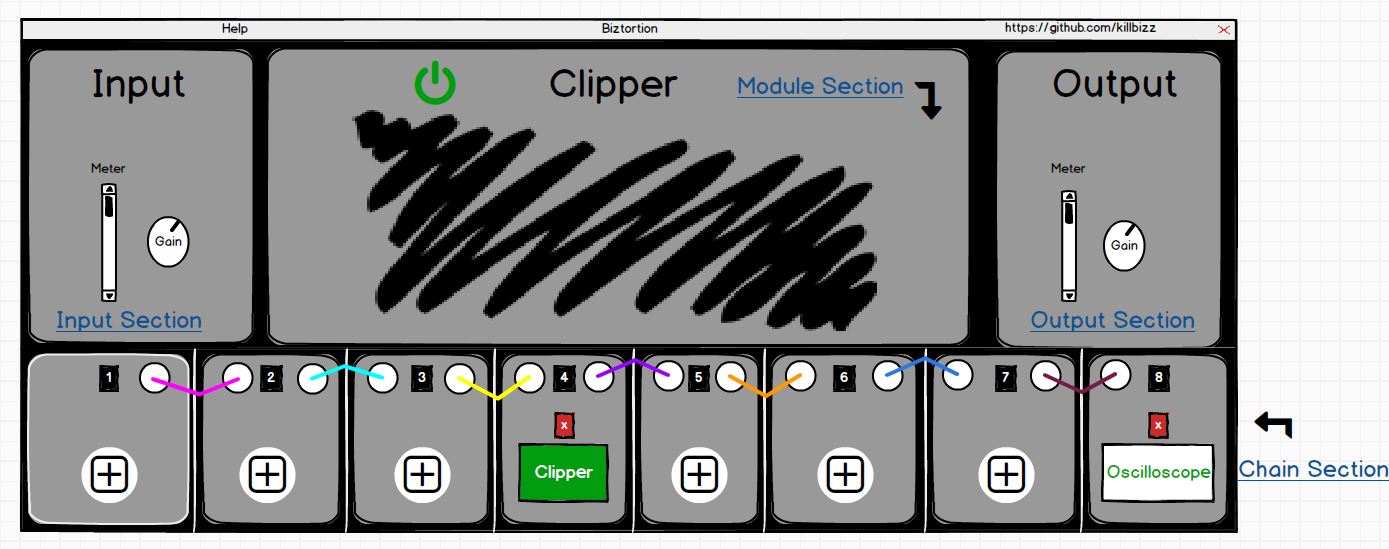 Help
Biztortion
https://github.com/killbizz
Input
Clipper
Module Section
Output
Meter
Gain
Meter
Gain
Input Section
Output Section
1
2
3
4
5
6
7
8
x
x
Clipper
Oscilloscope
Chain Section